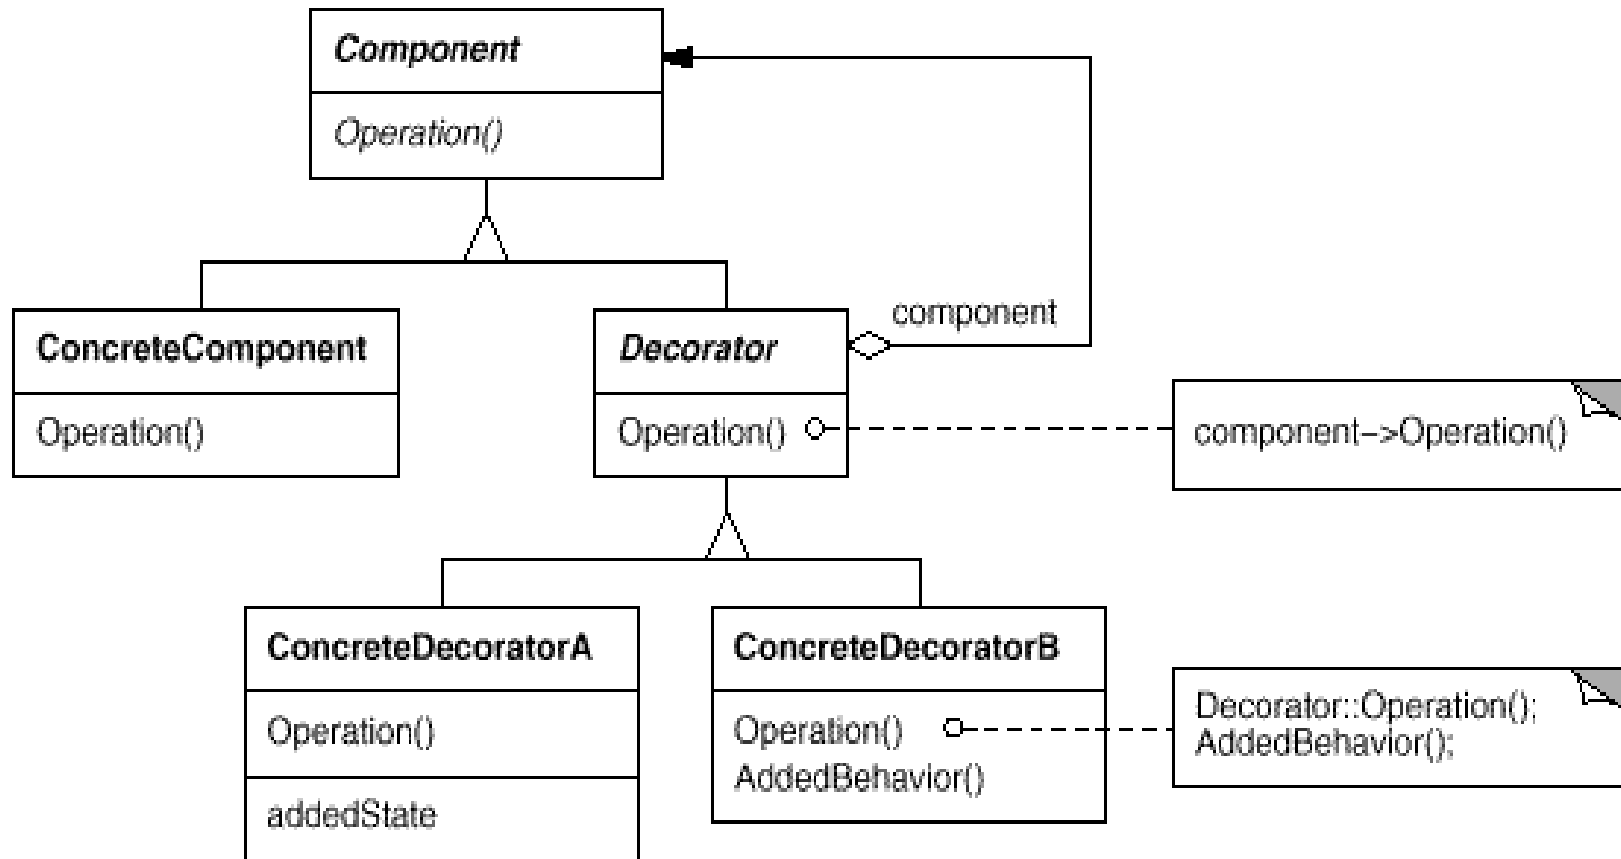 Component
Operation()
component
ConcreteComponent
Operation()
Decorator
Operation()
component–>Operation()
ConcreteDecoratorA
Operation()
addedState
ConcreteDecoratorB
Operation()
AddedBehavior()
Decorator::Operation();
AddedBehavior();